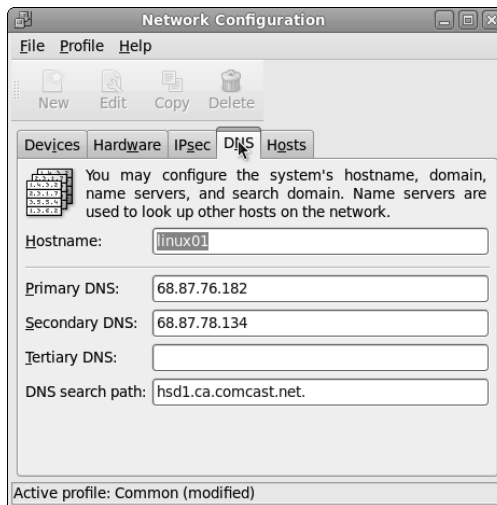 Network Configuration
File Profile Help
New Edit Copy Delete
Devices Hardware IPsec DNS Hosts
You may configure the system's hostname, domain,
name servers, and search domain. Name servers are
used to look up other hosts on the network.
Hostname: linux01
Primary DNS: 68.87.76.182
Secondary DNS: 68.87.78.134
Tertiary DNS:
DNS search path: hsd1.ca.comcast.net.
Active profile: Common (modified)